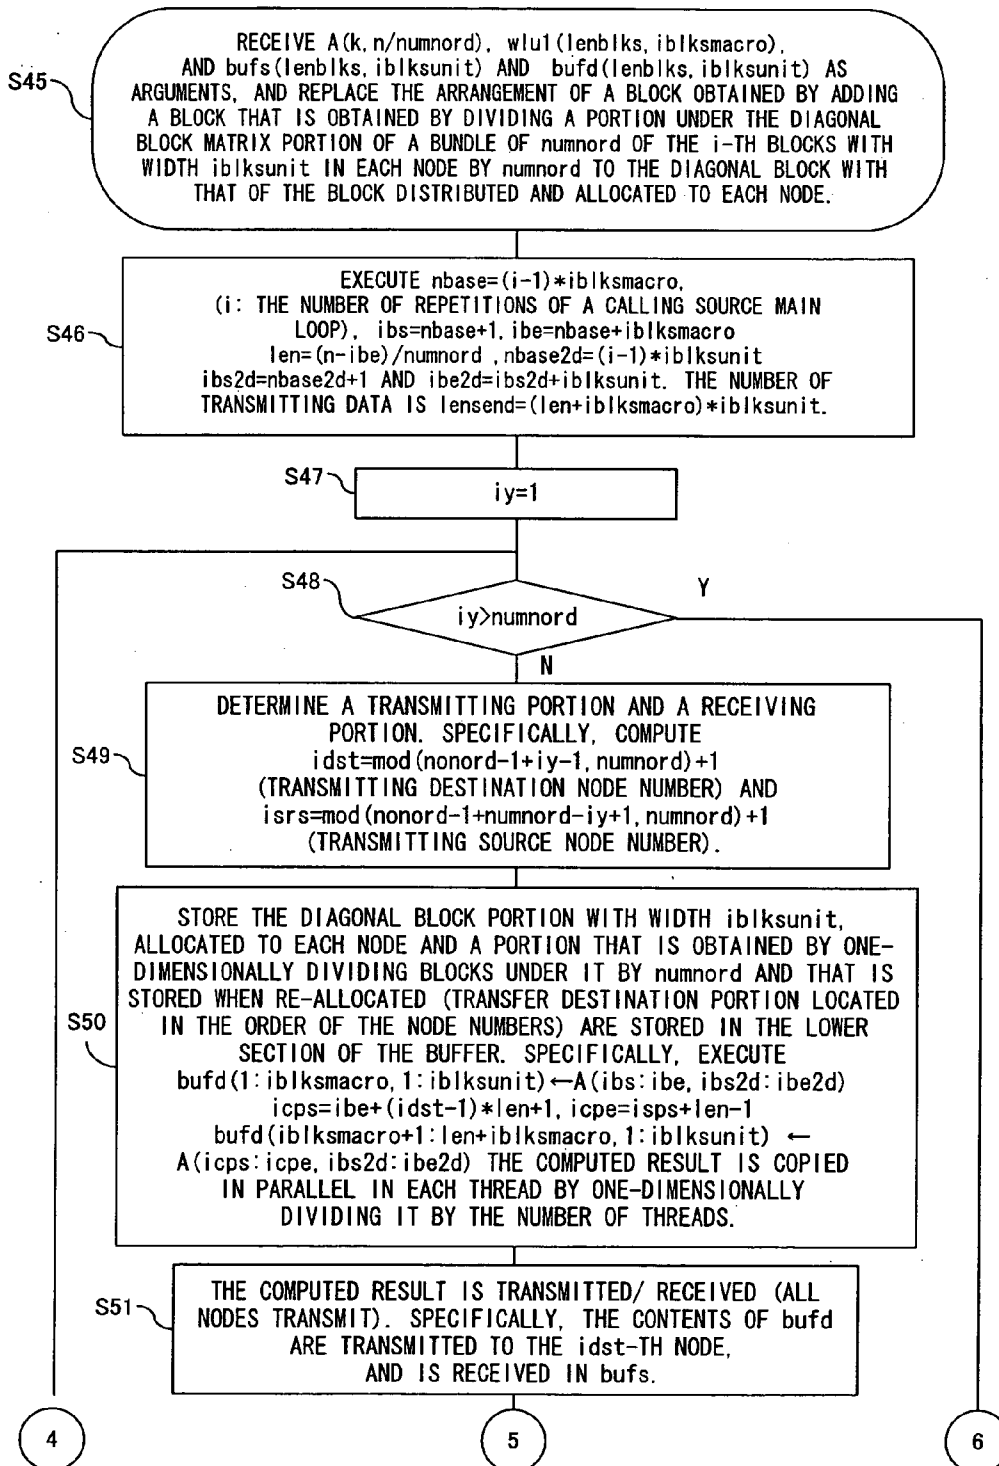 S45
RECEIVE A(k, n/numnord), wlu1(lenblks, iblksmacro),
AND bufs(lenblks, iblksunit) AND bufd(lenblks, iblksunit) AS
ARGUMENTS, AND REPLACE THE ARRANGEMENT OF A BLOCK OBTAINED BY ADDING
A BLOCK THAT IS OBTAINED BY DIVIDING A PORTION UNDER THE DIAGONAL
BLOCK MATRIX PORTION OF A BUNDLE OF numnord OF THE i-TH BLOCKS WITH
WIDTH iblksunit IN EACH NODE BY numnord TO THE DIAGONAL BLOCK WITH
THAT OF THE BLOCK DISTRIBUTED AND ALLOCATED TO EACH NODE.
S46
EXECUTE nbase=(i-1)*iblksmacro,
(i: THE NUMBER OF REPETITIONS OF A CALLING SOURCE MAIN
LOOP), ibs=nbase+1, ibe=nbase+iblksmacro
len=(n-ibe)/numnord ,nbase2d=(i-1)*iblksunit
ibs2d=nbase2d+1 AND ibe2d=ibs2d+iblksunit. THE NUMBER OF
TRANSMITTING DATA IS lensend=(len+iblksmacro)*iblksunit.
S47
iy=1
S48
iy>numnord
Y
N
S49
DETERMINE A TRANSMITTING PORTION AND A RECEIVING
PORTION. SPECIFICALLY, COMPUTE
idst=mod(nonord-1+iy-1, numnord)+1
(TRANSMITTING DESTINATION NODE NUMBER) AND
isrs=mod(nonord-1+numnord-iy+1, numnord)+1
(TRANSMITTING SOURCE NODE NUMBER).
S50
STORE THE DIAGONAL BLOCK PORTION WITH WIDTH iblksunit,
ALLOCATED TO EACH NODE AND A PORTION THAT IS OBTAINED BY ONE-
DIMENSIONALLY DIVIDING BLOCKS UNDER IT BY numnord AND THAT IS
STORED WHEN RE-ALLOCATED (TRANSFER DESTINATION PORTION LOCATED
IN THE ORDER OF THE NODE NUMBERS) ARE STORED IN THE LOWER
SECTION OF THE BUFFER. SPECIFICALLY, EXECUTE
bufd(1:iblksmacro, 1:iblksunit)←A(ibs:ibe, ibs2d:ibe2d)
icps=ibe+(idst-1)*len+1, icpe=isps+len-1
bufd(iblksmacro+1:len+iblksmacro, 1:iblksunit) ←
A(icps:icpe, ibs2d:ibe2d) THE COMPUTED RESULT IS COPIED
IN PARALLEL IN EACH THREAD BY ONE-DIMENSIONALLY
DIVIDING IT BY THE NUMBER OF THREADS.
S51
THE COMPUTED RESULT IS TRANSMITTED/ RECEIVED (ALL
NODES TRANSMIT). SPECIFICALLY, THE CONTENTS OF bufd
ARE TRANSMITTED TO THE idst-TH NODE,
AND IS RECEIVED IN bufs.
4
5
6